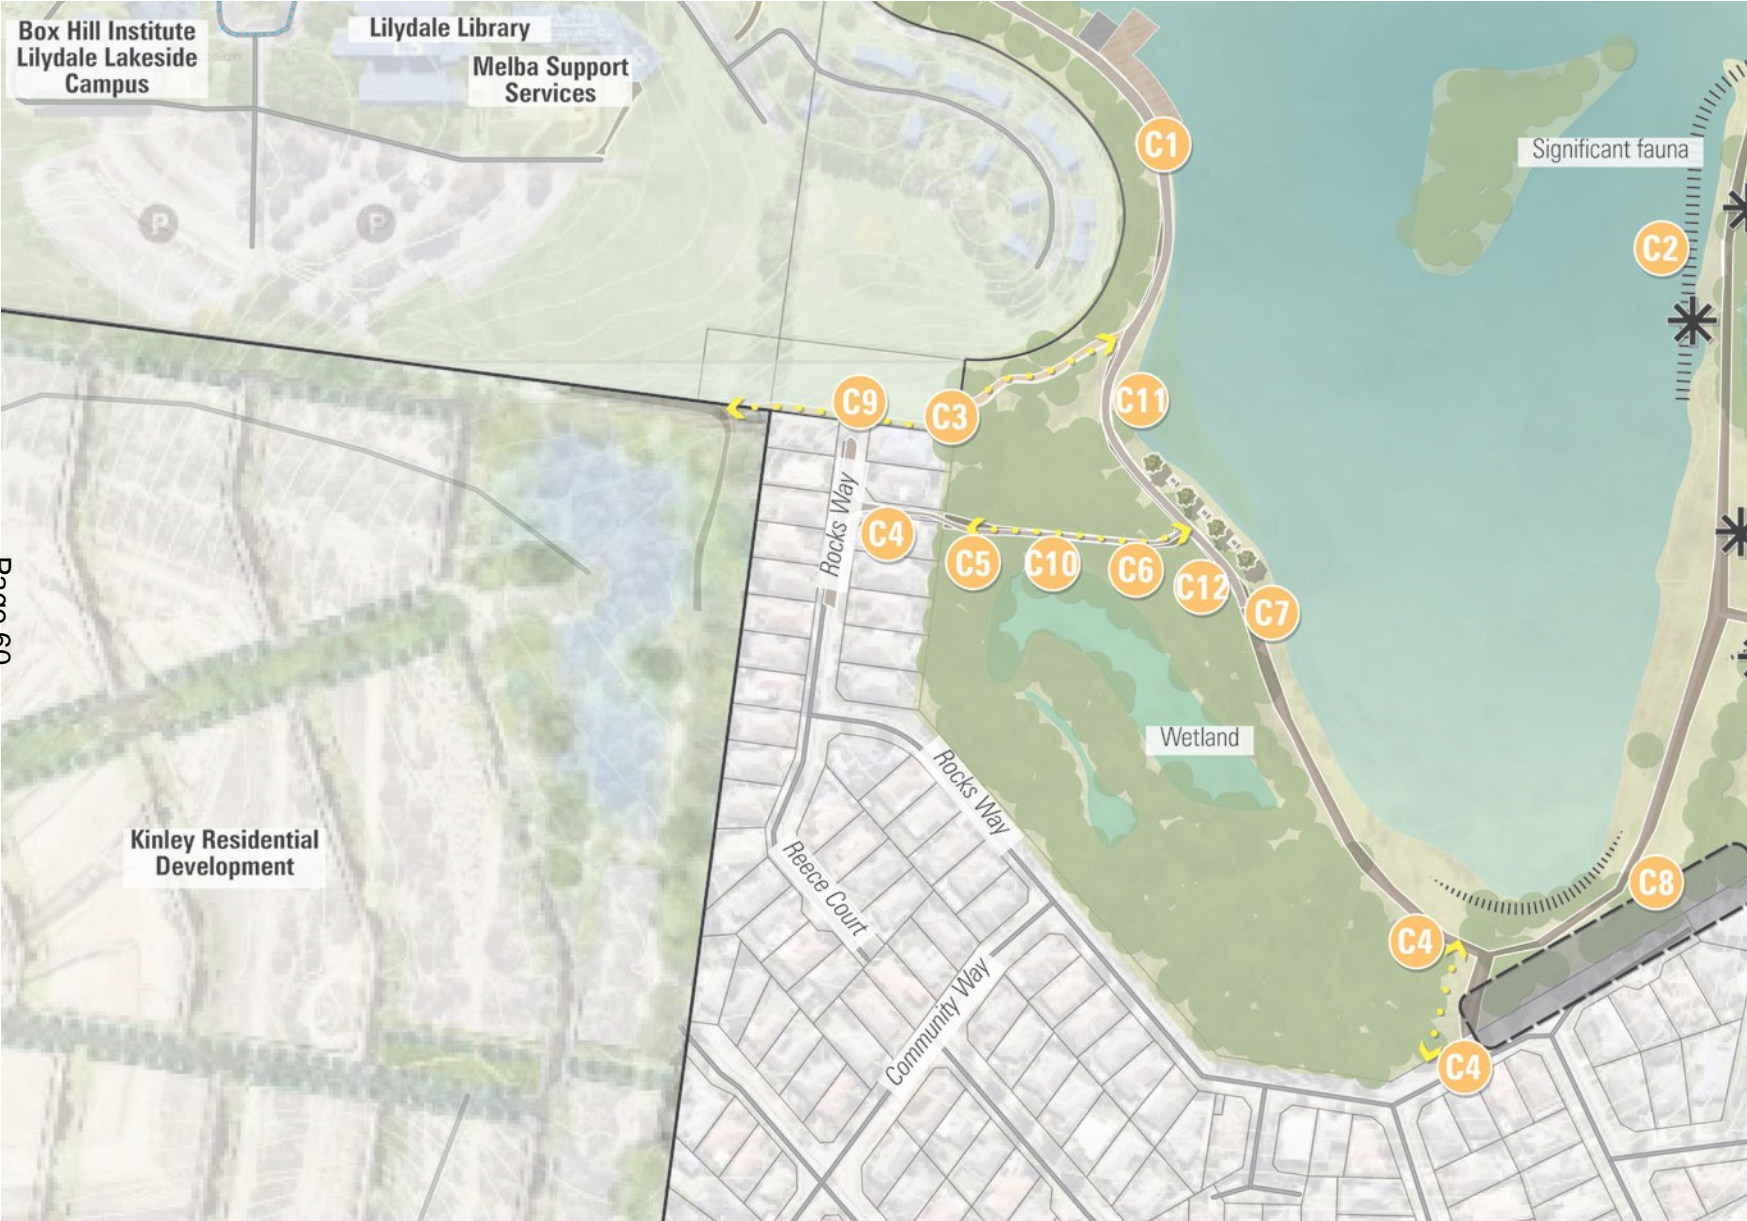 Box Hill Institute
Lilydale Lakeside
Campus
Lilydale Library
Melba Support
Services
C1
Significant fauna
C2
P
P
C9
C3
C11
Rocks Way
C4
C5
C10
C6
C12
C7
Page 60
Wetland
Rocks Way
Kinley Residential
Development
Reece Court
C8
C4
Community Way
C4